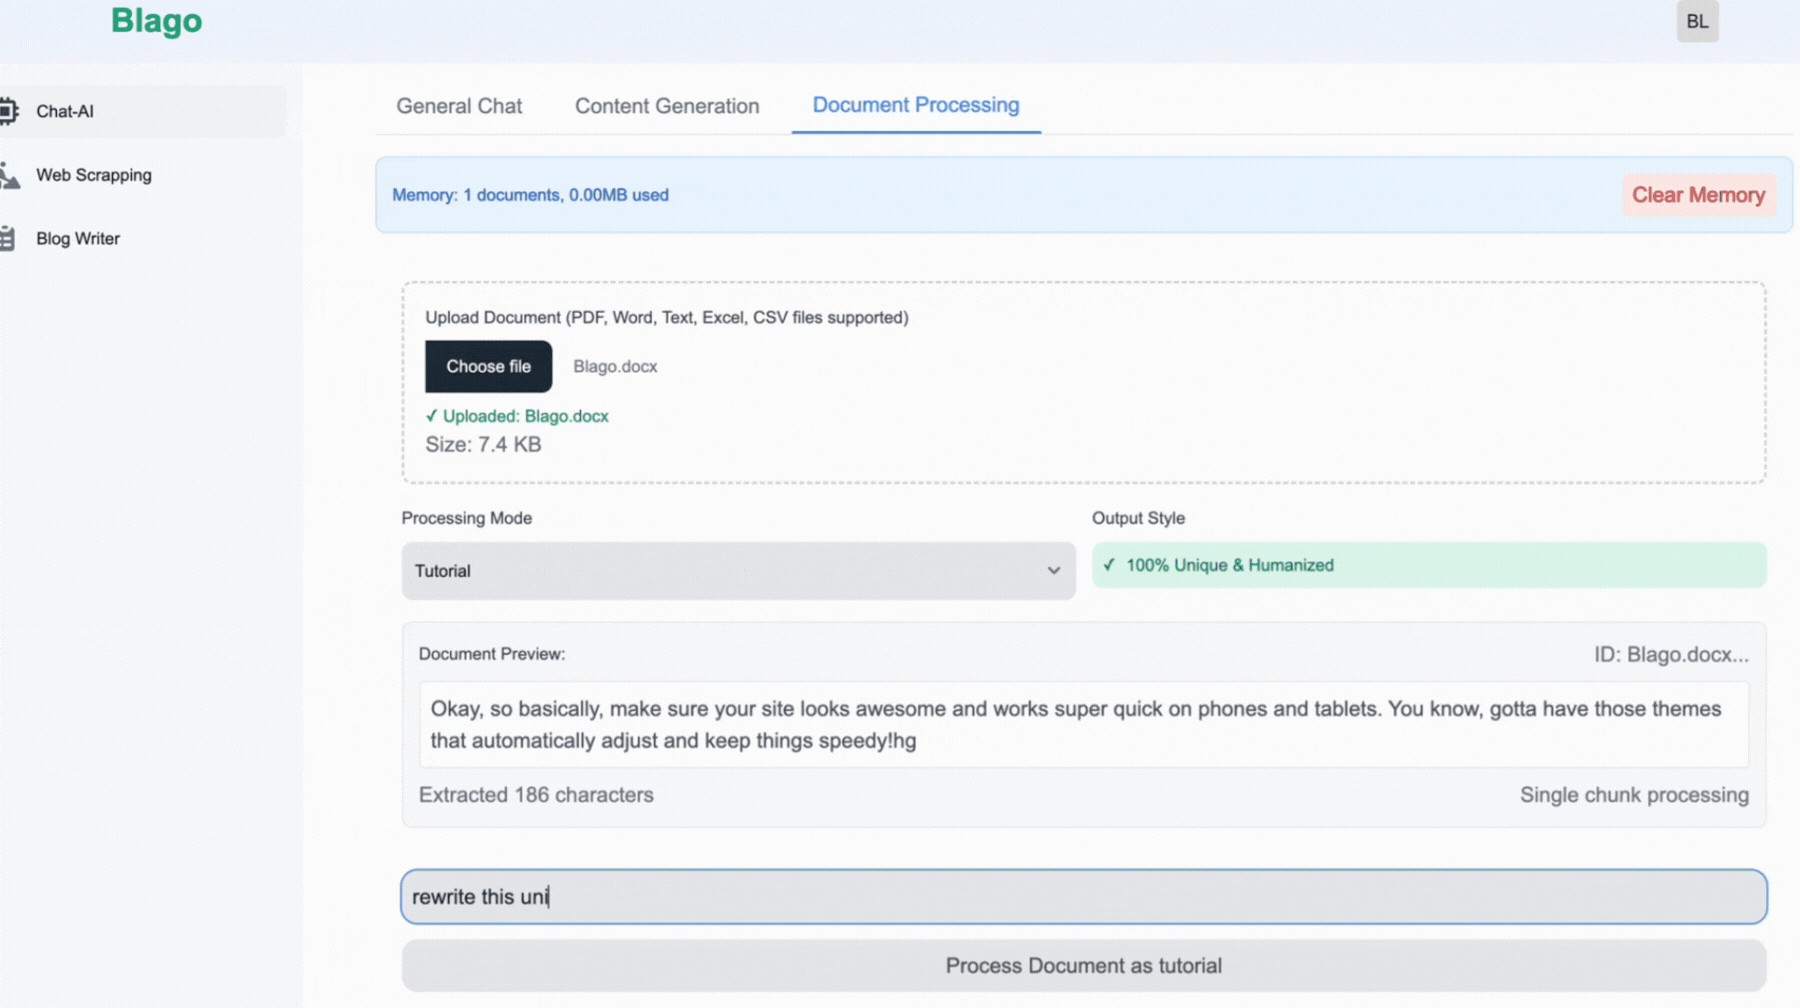 Blago
BL
Chat-AI
Web Scrapping
Blog Writer
General Chat
Content Generation
Document Processing
Memory: 1 documents, 0.00MB used
Clear Memory
Upload Document (PDF, Word, Text, Excel, CSV files supported)
Choose file
Blago.docx
✓ Uploaded: Blago.docx
Size: 7.4 KB
Processing Mode
Output Style
Tutorial
✓ 100% Unique & Humanized
Document Preview:
ID: Blago.docx...
Okay, so basically, make sure your site looks awesome and works super quick on phones and tablets. You know, gotta have those themes
that automatically adjust and keep things speedy!hg
Extracted 186 characters
Single chunk processing
rewrite this uni
Process Document as tutorial